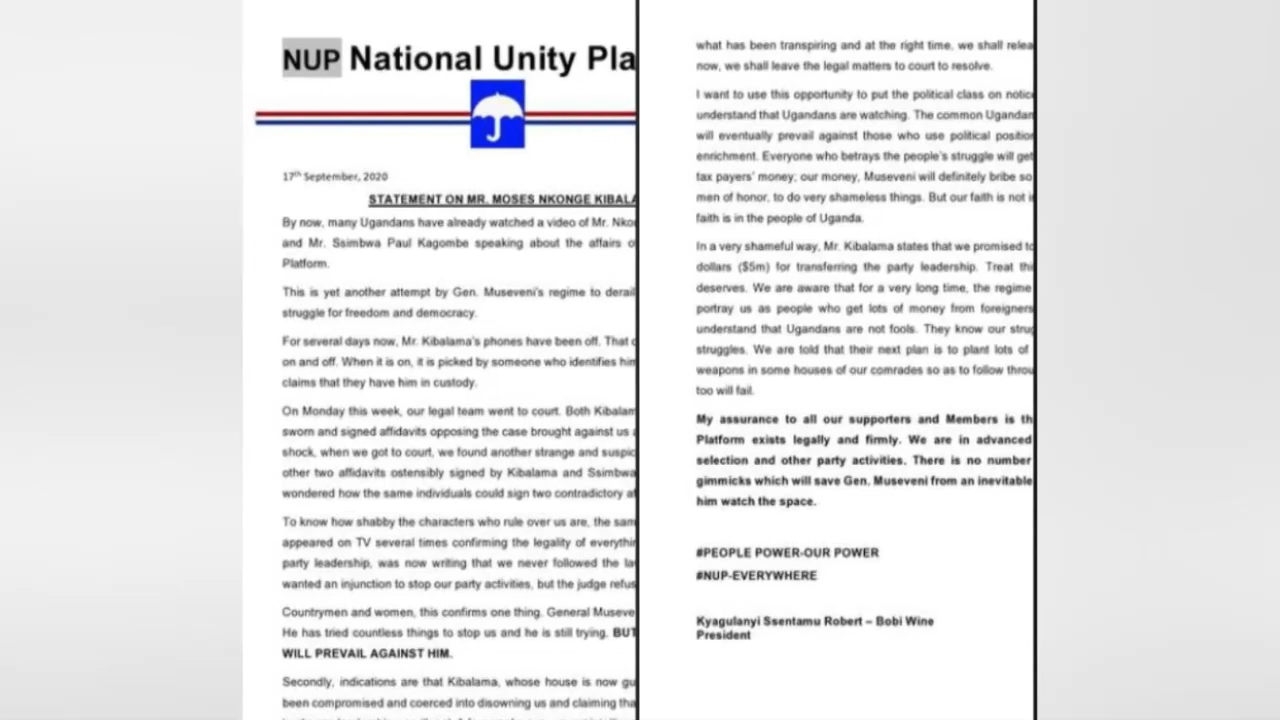 NUP National Unity Pla
17th September, 2020
STATEMENT ON MR. MOSES NKONGE KIBALA
By now, many Ugandans have already watched a video of Mr. Nko
and Mr. Ssimbwa Paul Kagombe speaking about the affairs o
Platform.
This is yet another attempt by Gen. Museveni's regime to derail
struggle for freedom and democracy.
For several days now, Mr. Kibalama's phones have been off. That o
on and off. When it is on, it is picked by someone who identifies him
claims that they have him in custody.
On Monday this week, our legal team went to court. Both Kibalam
sworn and signed affidavits opposing the case brought against us a
shock, when we got to court, we found another strange and suspic
other two affidavits ostensibly signed by Kibalama and Ssimbwa
wondered how the same individuals could sign two contradictory af
To know how shabby the characters who rule over us are, the sam
appeared on TV several times confirming the legality of everythin
party leadership, was now writing that we never followed the la
wanted an injunction to stop our party activities, but the judge refus
Countrymen and women, this confirms one thing. General Museve
He has tried countless things to stop us and he is still trying. BUT
WILL PREVAIL AGAINST HIM.
Secondly, indications are that Kibalama, whose house is now gu
been compromised and coerced into disowning us and claiming tha
what has been transpiring and at the right time, we shall relea
now, we shall leave the legal matters to court to resolve.
I want to use this opportunity to put the political class on notic
understand that Ugandans are watching. The common Ugandan
will eventually prevail against those who use political position
enrichment. Everyone who betrays the people's struggle will get
tax payers' money; our money, Museveni will definitely bribe so
men of honor, to do very shameless things. But our faith is not i
faith is in the people of Uganda.
In a very shameful way, Mr. Kibalama states that we promised to
dollars ($5m) for transferring the party leadership. Treat thi
deserves. We are aware that for a very long time, the regime
portray us as people who get lots of money from foreigners
understand that Ugandans are not fools. They know our strug
struggles. We are told that their next plan is to plant lots of
weapons in some houses of our comrades so as to follow throu
too will fail.
My assurance to all our supporters and Members is th
Platform exists legally and firmly. We are in advanced
selection and other party activities. There is no number
gimmicks which will save Gen. Museveni from an inevitable
him watch the space.
#PEOPLE POWER-OUR POWER
#NUP-EVERYWHERE
Kyagulanyi Ssentamu Robert – Bobi Wine
President